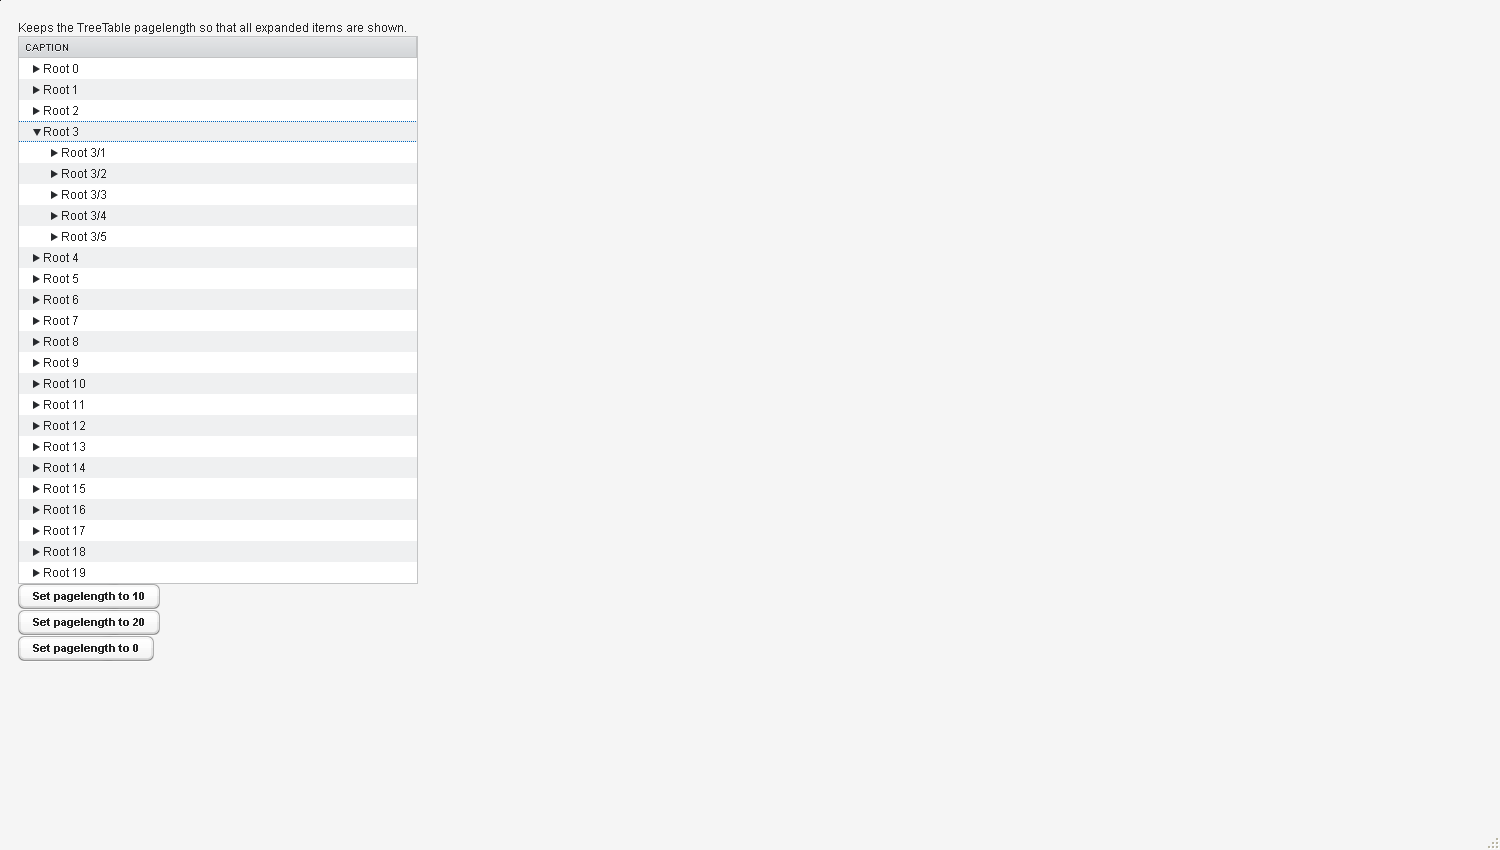 Keeps the TreeTable pagelength so that all expanded items are shown.
CAPTION
Root 0
Root 1
Root 2
Root 3
Root 3/1
Root 3/2
Root 3/3
Root 3/4
Root 3/5
Root 4
Root 5
Root 6
Root 7
Root 8
Root 9
Root 10
Root 11
Root 12
Root 13
Root 14
Root 15
Root 16
Root 17
Root 18
Root 19
Set pagelength to 10
Set pagelength to 20
Set pagelength to 0